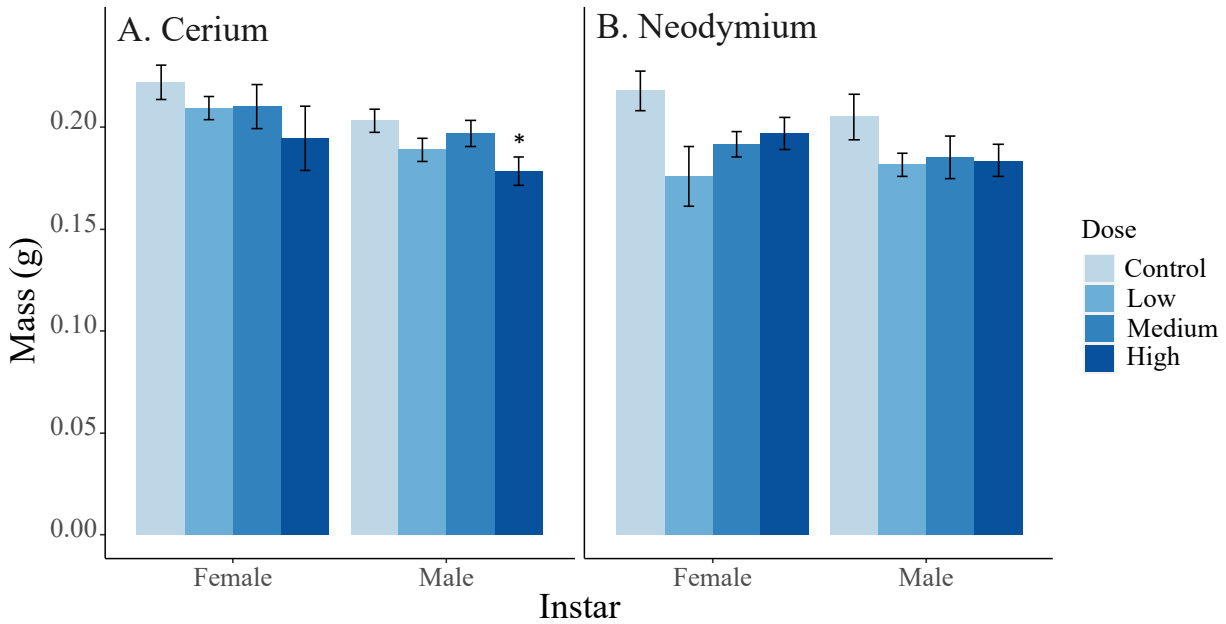 A. Cerium
B. Neodymium
Mass (g)
0.20
0.15
0.10
0.05
0.00
*
Female
Male
Female
Male
Instar
Dose
Control
Low
Medium
High